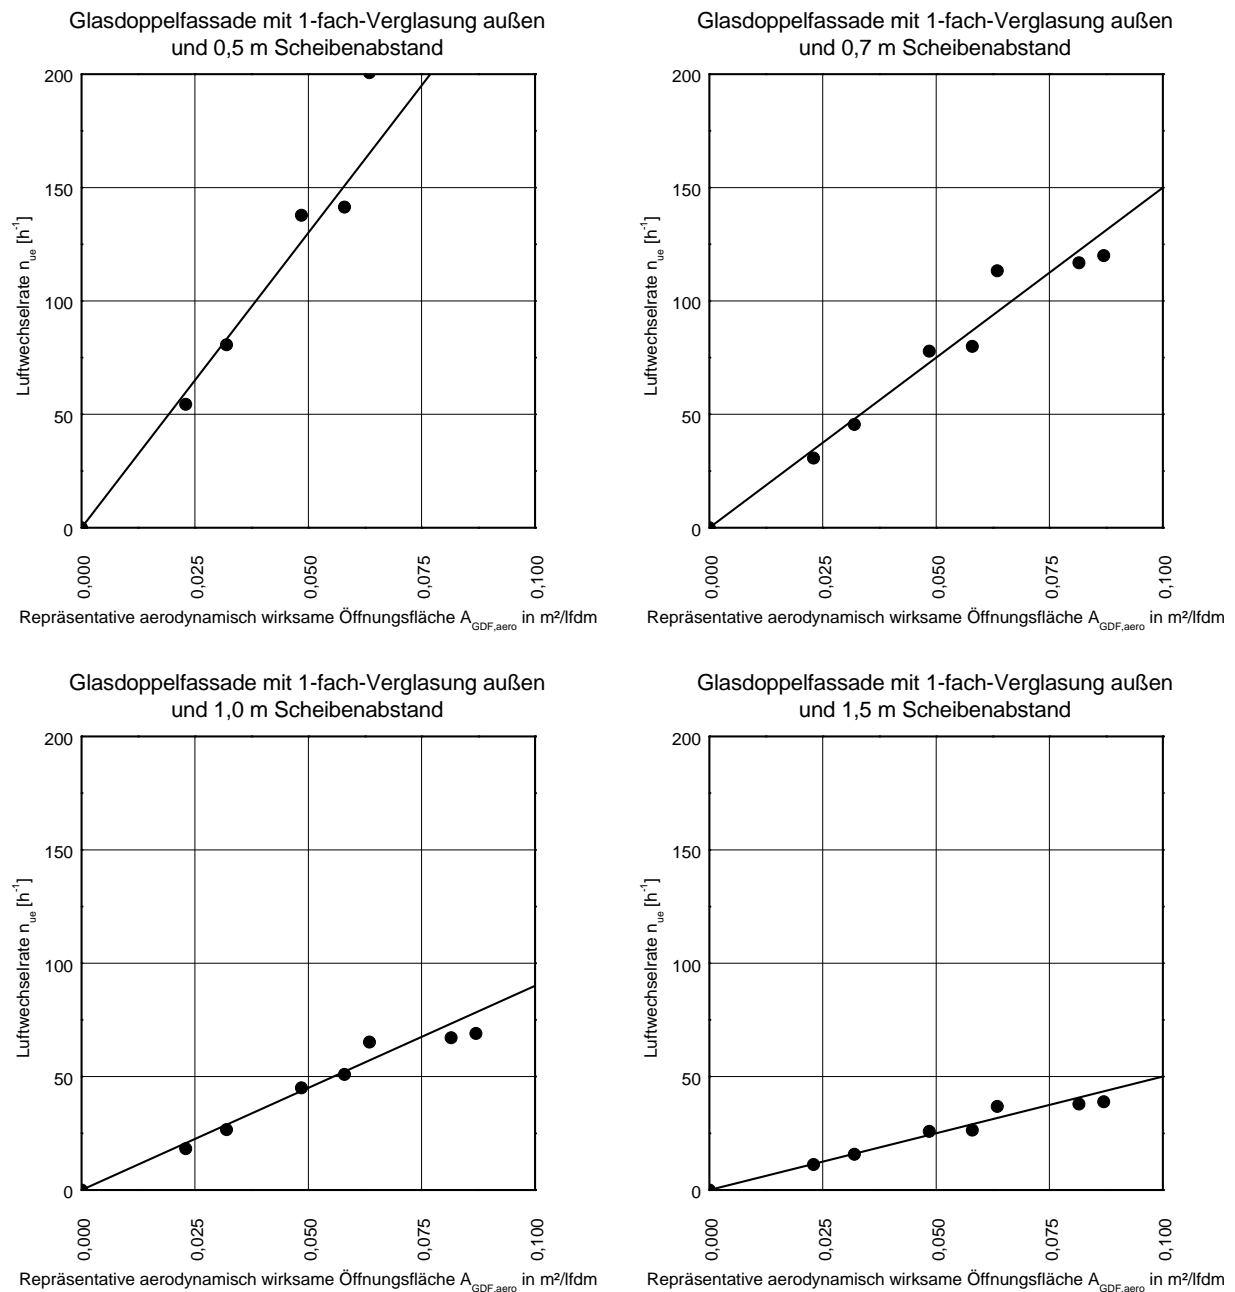 Glasdoppelfassade mit 1-fach-Verglasung außen
und 0,5 m Scheibenabstand
200
150
100
50
0
Luftwechselrate n_ue [h⁻¹]
0,000
0,025
0,050
0,075
0,100
Repräsentative aerodynamisch wirksame Öffnungsfläche A_GDF,aero in m²/lfdm
Glasdoppelfassade mit 1-fach-Verglasung außen
und 0,7 m Scheibenabstand
200
150
100
50
0
Luftwechselrate n_ue [h⁻¹]
0,000
0,025
0,050
0,075
0,100
Repräsentative aerodynamisch wirksame Öffnungsfläche A_GDF,aero in m²/lfdm
Glasdoppelfassade mit 1-fach-Verglasung außen
und 1,0 m Scheibenabstand
200
150
100
50
0
Luftwechselrate n_ue [h⁻¹]
0,000
0,025
0,050
0,075
0,100
Repräsentative aerodynamisch wirksame Öffnungsfläche A_GDF,aero in m²/lfdm
Glasdoppelfassade mit 1-fach-Verglasung außen
und 1,5 m Scheibenabstand
200
150
100
50
0
Luftwechselrate n_ue [h⁻¹]
0,000
0,025
0,050
0,075
0,100
Repräsentative aerodynamisch wirksame Öffnungsfläche A_GDF,aero in m²/lfdm